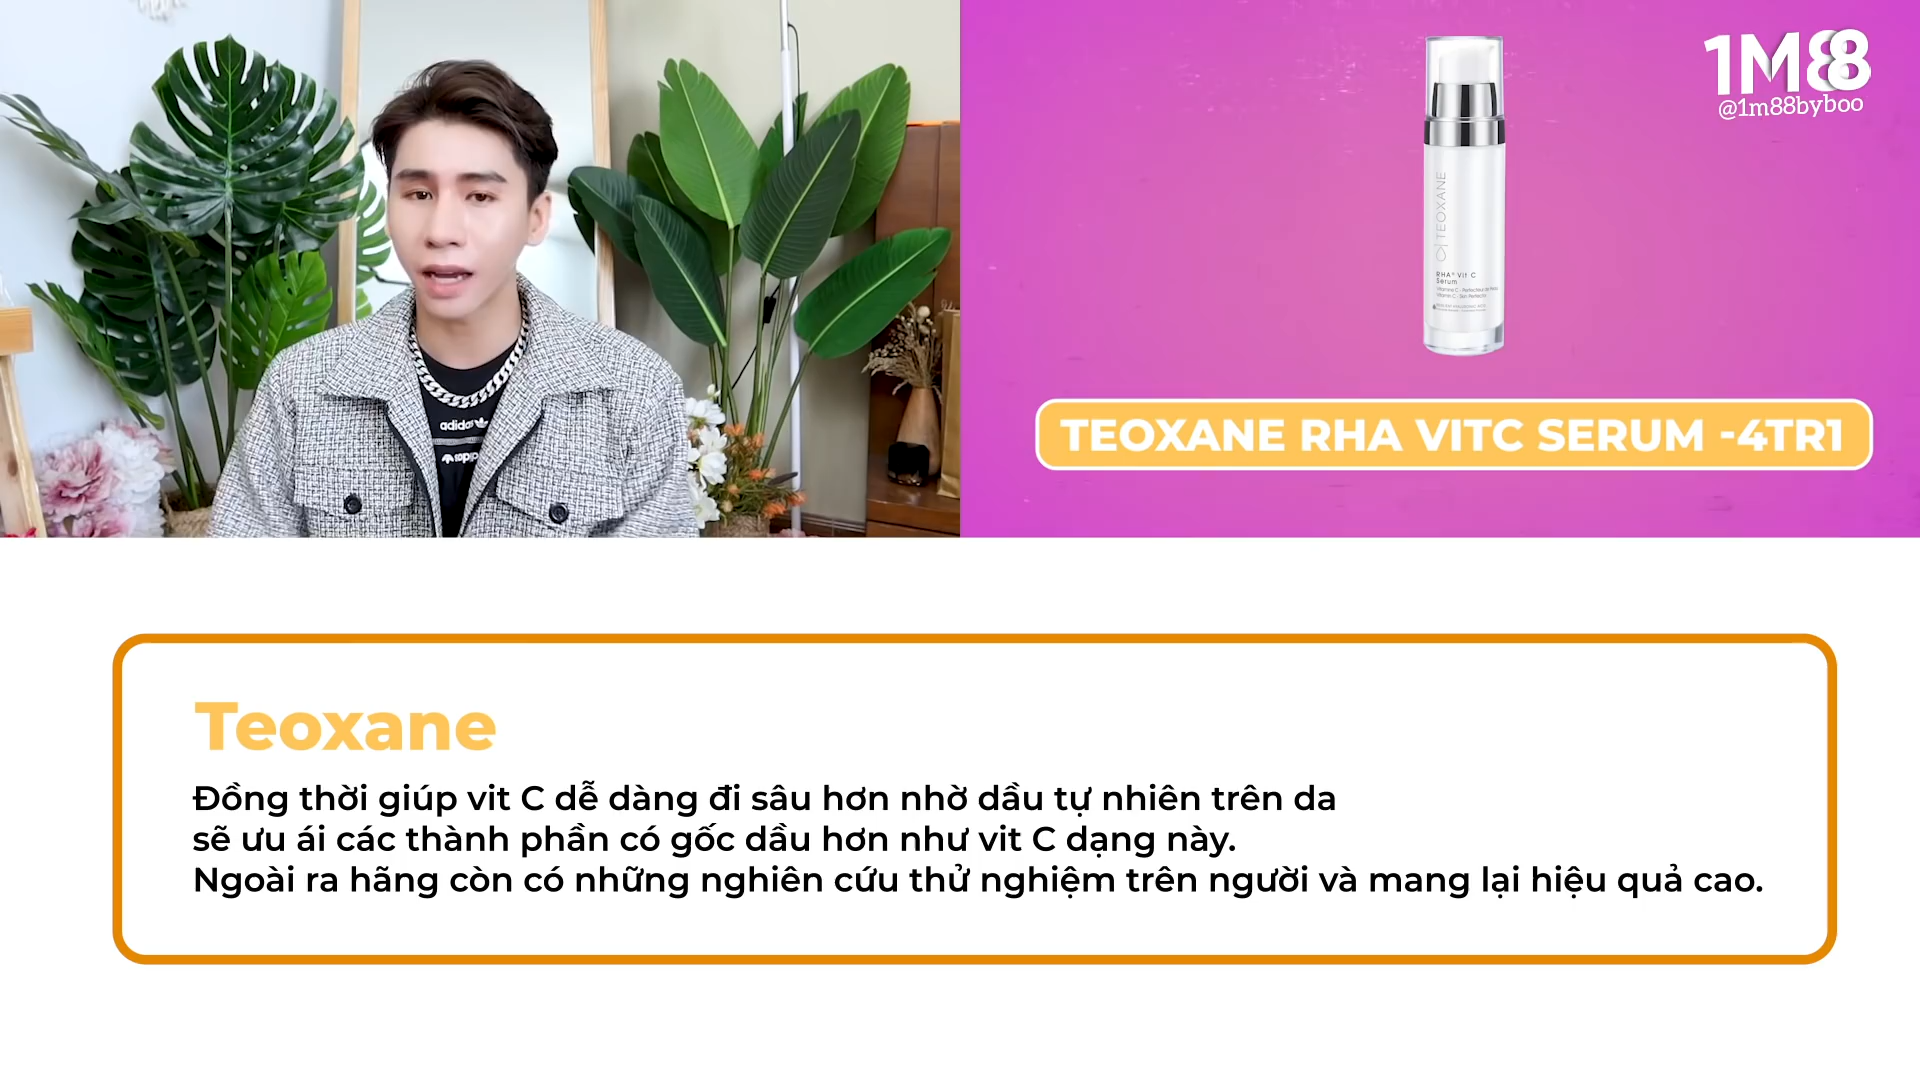 1M88
@1m88byboo
adidas
TEOXANE
RHA® Vit C
Serum
TEOXANE RHA VITC SERUM -4TR1
Teoxane
Đồng thời giúp vit C dễ dàng đi sâu hơn nhờ dầu tự nhiên trên da
sẽ ưu ái các thành phần có gốc dầu hơn như vit C dạng này.
Ngoài ra hãng còn có những nghiên cứu thử nghiệm trên người và mang lại hiệu quả cao.